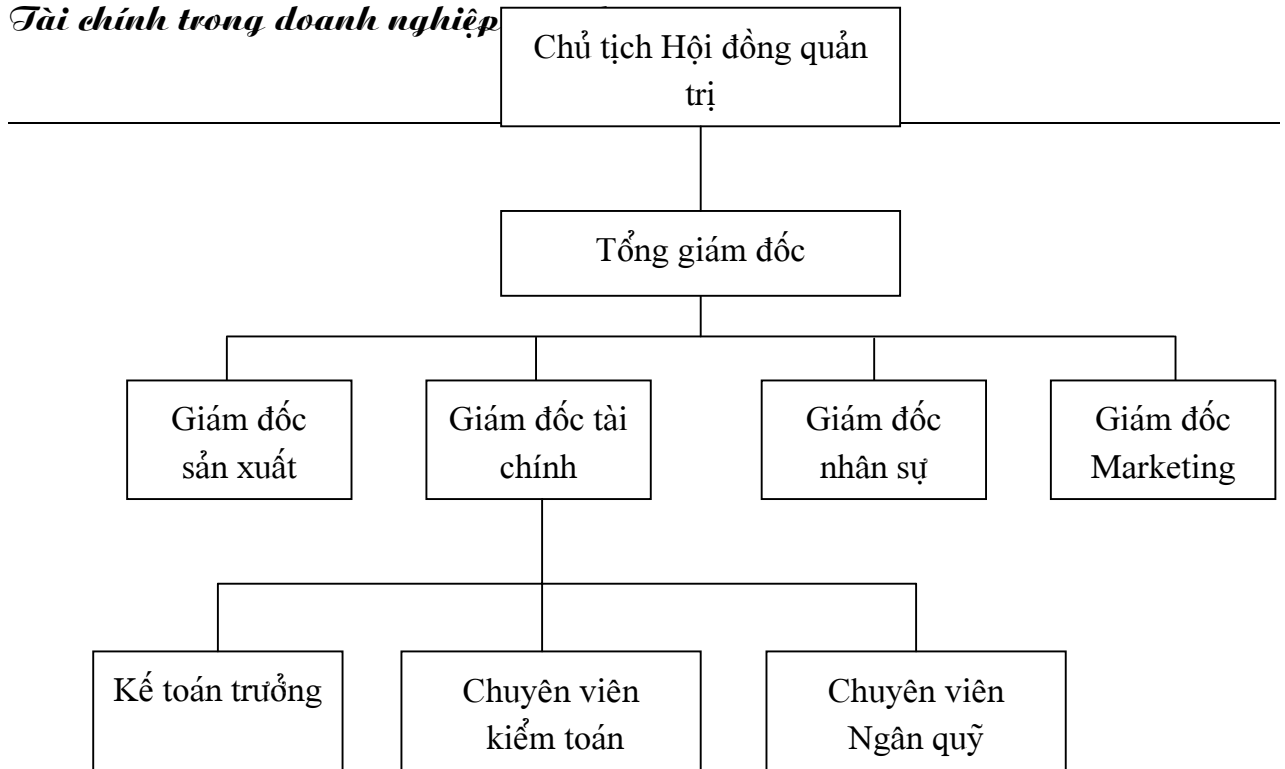 Tài chính trong doanh nghiệp
Chủ tịch Hội đồng quản
trị
Tổng giám đốc
Giám đốc
sản xuất
Giám đốc tài
chính
Giám đốc
nhân sự
Giám đốc
Marketing
Kế toán trưởng
Chuyên viên
kiểm toán
Chuyên viên
Ngân quỹ